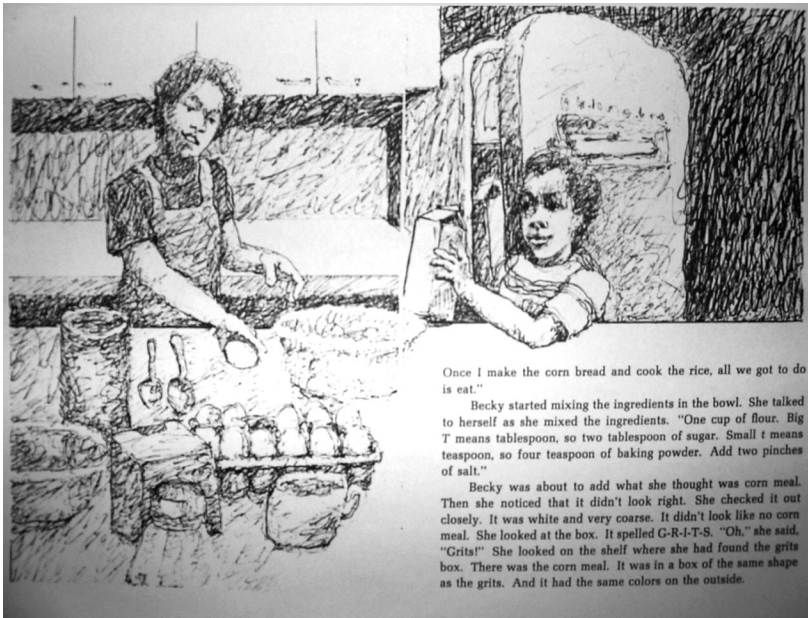 Once I make the corn bread and cook the rice, all we got to do
is eat."
Becky started mixing the ingredients in the bowl. She talked
to herself as she mixed the ingredients. "One cup of flour. Big
T means tablespoon, so two tablespoon of sugar. Small t means
teaspoon, so four teaspoon of baking powder. Add two pinches
of salt."
Becky was about to add what she thought was corn meal.
Then she noticed that it didn't look right. She checked it out
closely. It was white and very coarse. It didn't look like no corn
meal. She looked at the box. It spelled G-R-I-T-S. "Oh," she said,
"Grits!" She looked on the shelf where she had found the grits
box. There was the corn meal. It was in a box of the same shape
as the grits. And it had the same colors on the outside.